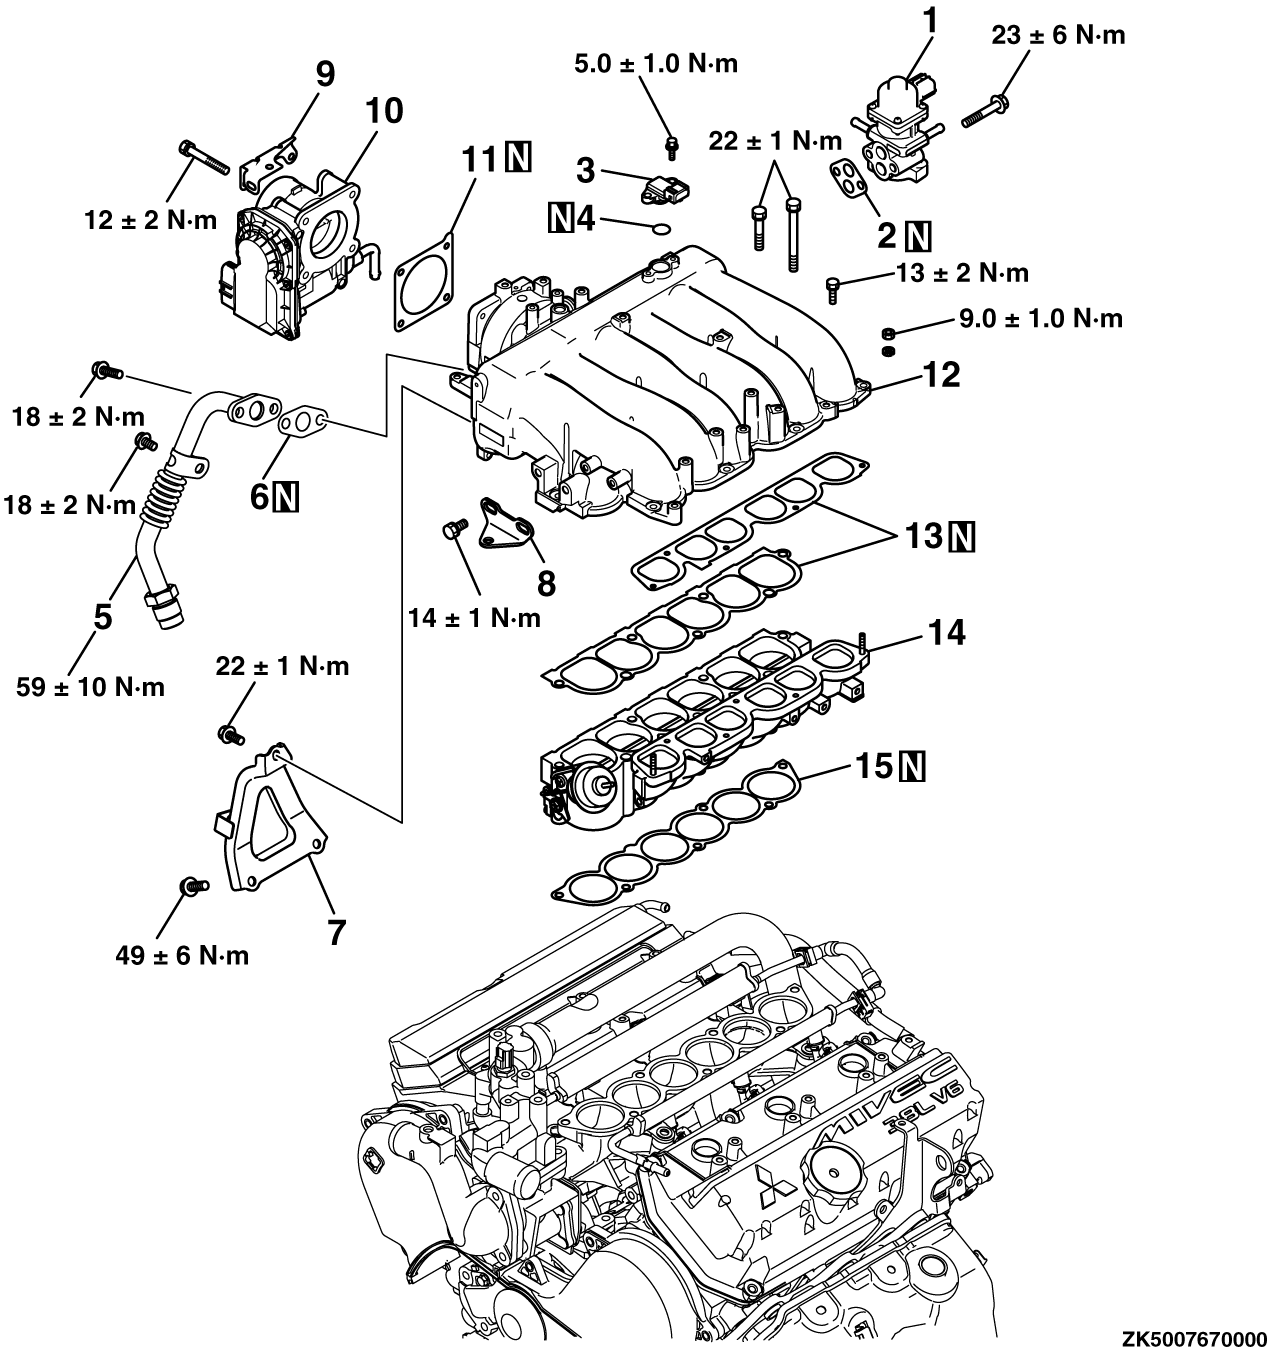 1
23 ± 6 N·m
5.0 ± 1.0 N·m
9
10
22 ± 1 N·m
11 N
3
12 ± 2 N·m
N 4
2 N
13 ± 2 N·m
9.0 ± 1.0 N·m
12
18 ± 2 N·m
6 N
18 ± 2 N·m
13 N
8
5
14 ± 1 N·m
14
22 ± 1 N·m
59 ± 10 N·m
15 N
7
49 ± 6 N·m
MIVEC
3.8L V6
ZK5007670000